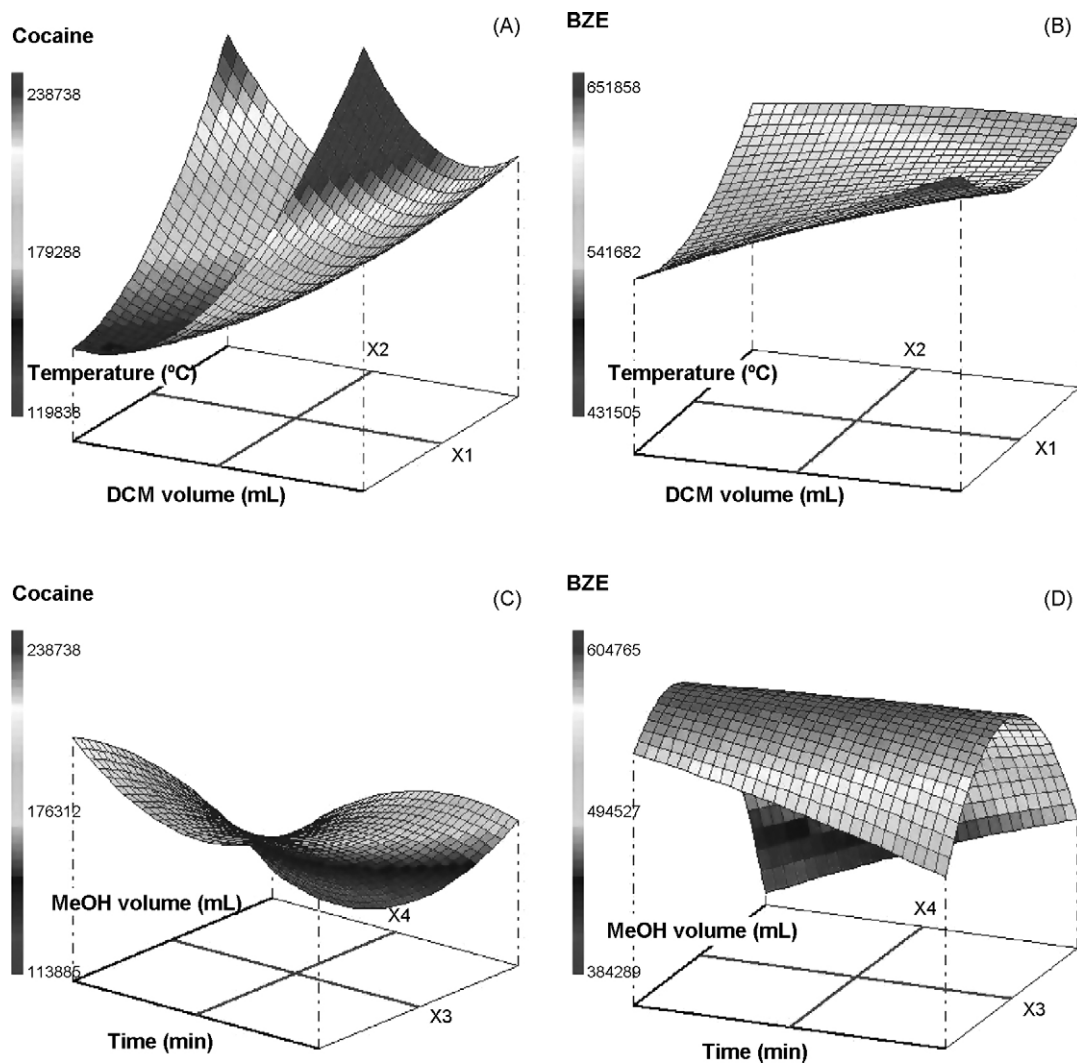 Cocaine
(A)
238738
179288
119838
Temperature (ºC)
X2
X1
DCM volume (mL)
BZE
(B)
651858
541682
431505
Temperature (ºC)
X2
X1
DCM volume (mL)
Cocaine
(C)
238738
176312
113885
MeOH volume (mL)
X4
X3
Time (min)
BZE
(D)
604765
494527
384289
MeOH volume (mL)
X4
X3
Time (min)